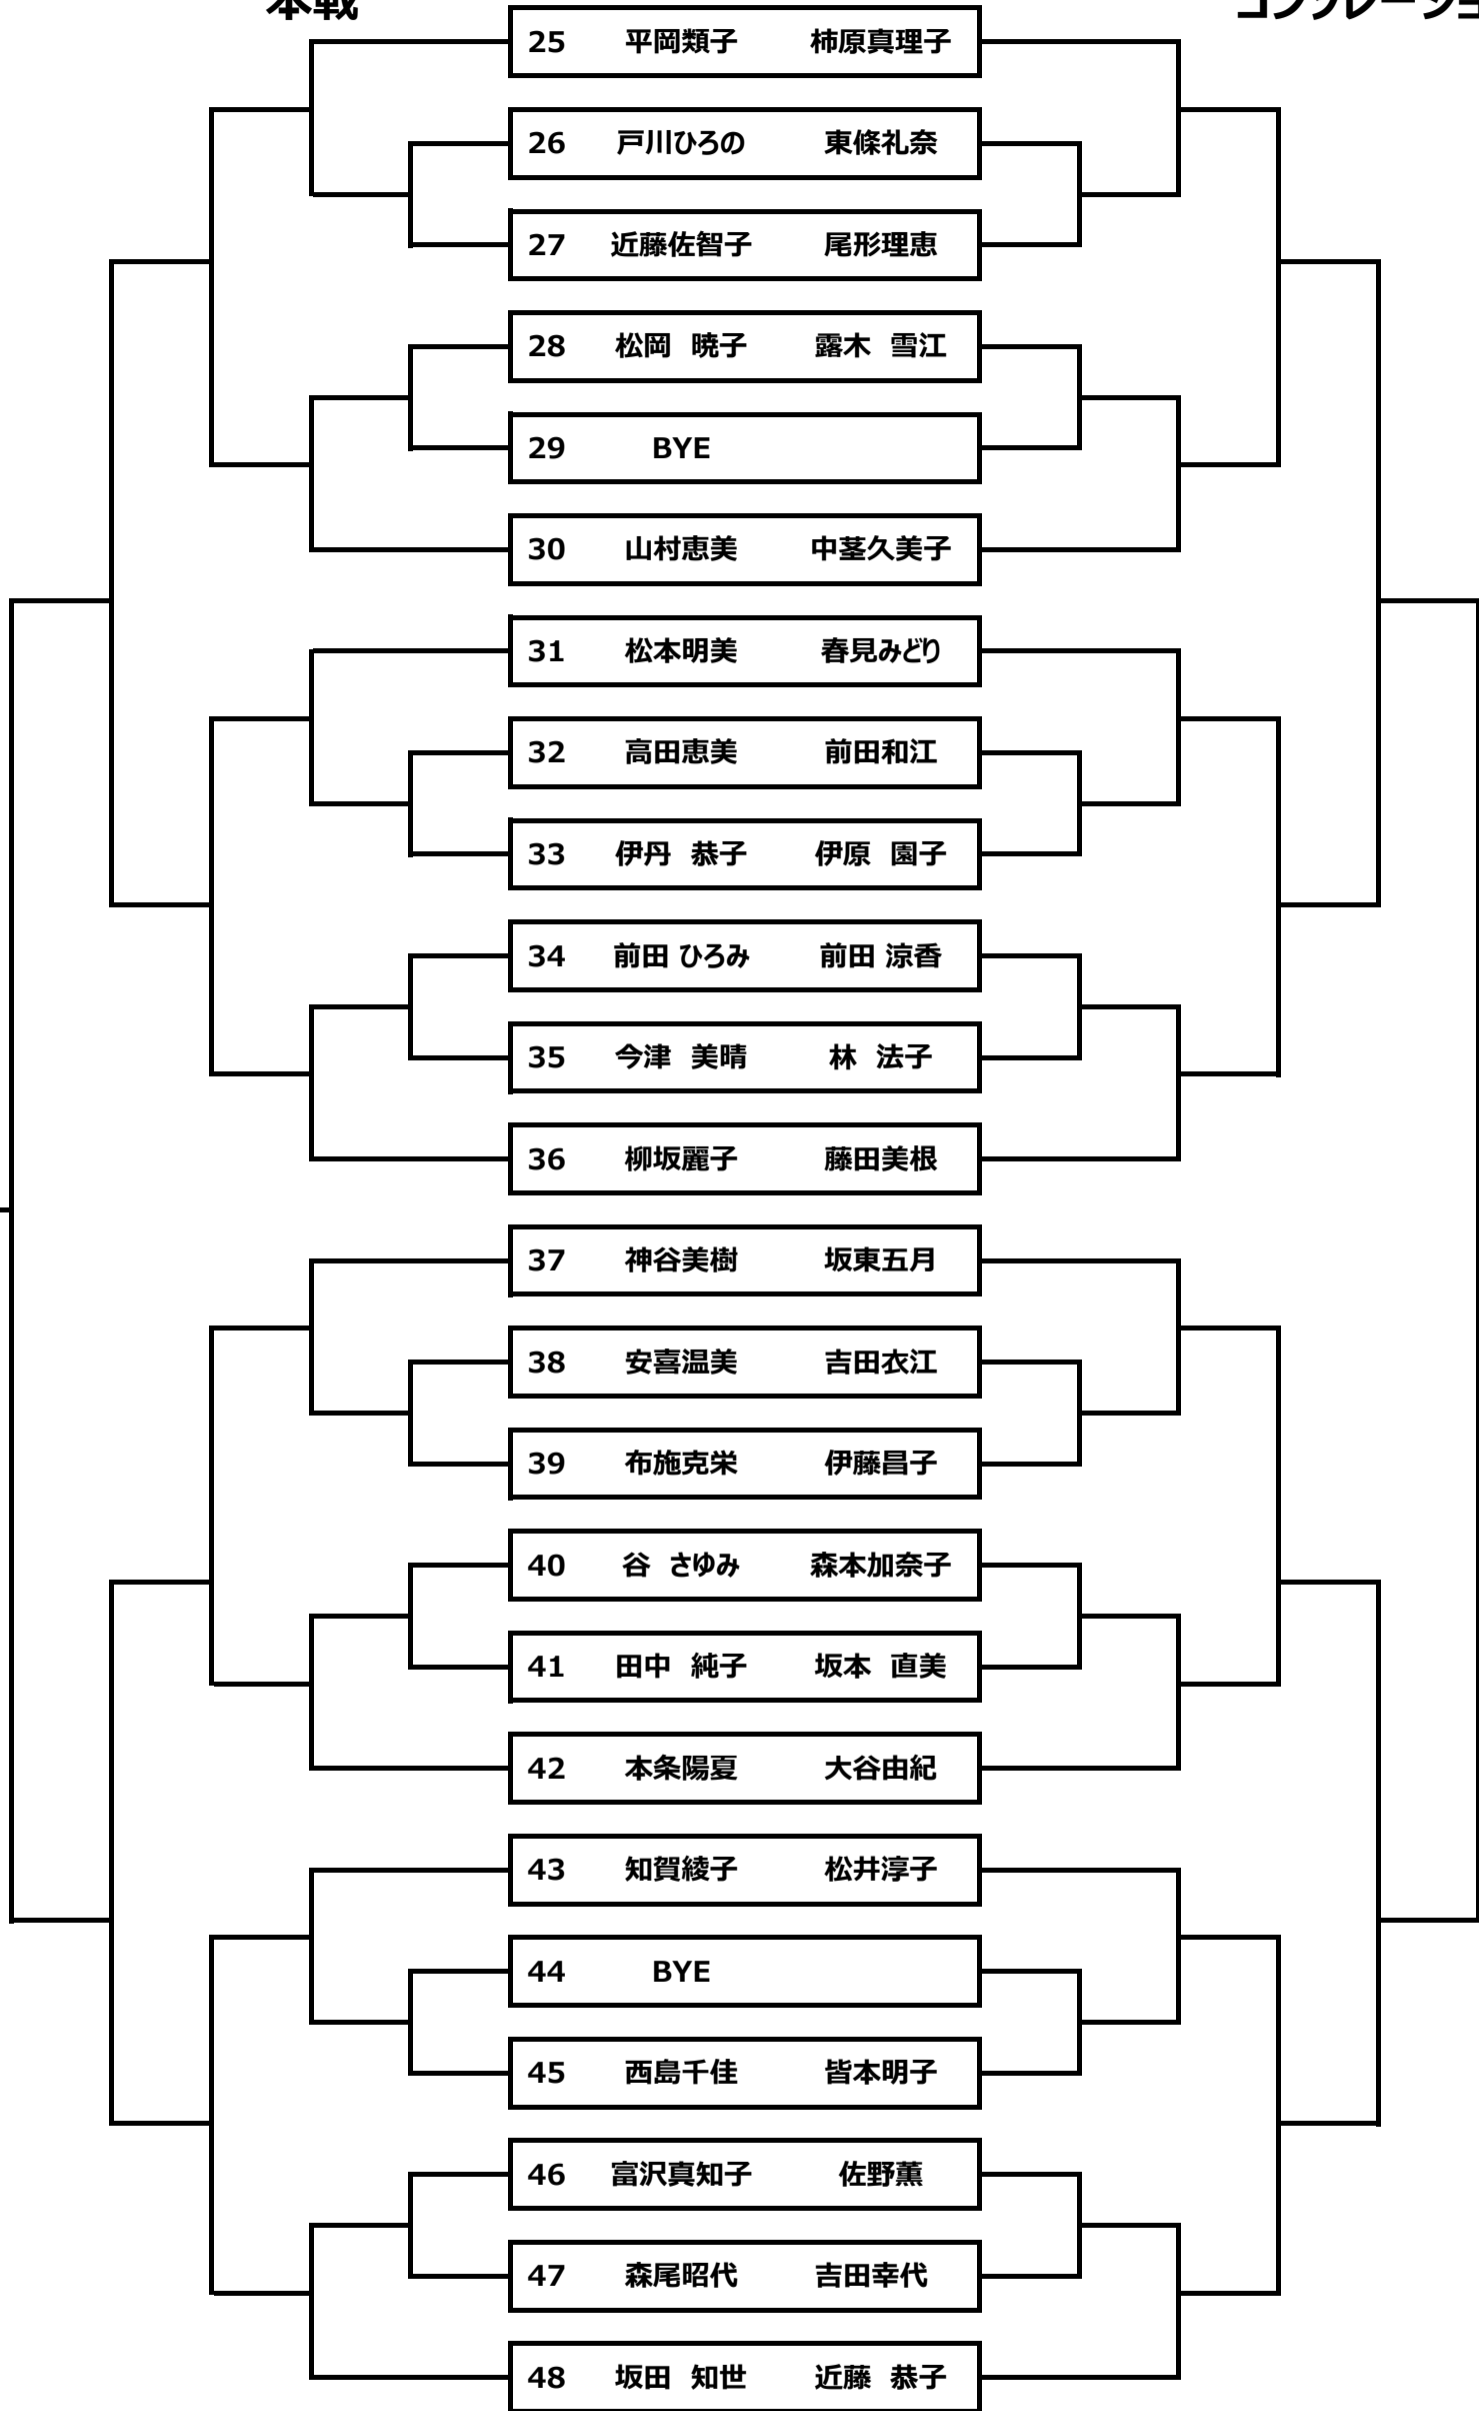 本戦 コンソレーショ
25 平岡類子 柿原真理子
26 戸川ひろの 東條礼奈
27 近藤佐智子 尾形理恵
28 松岡 暁子 露木 雪江
29 BYE
30 山村恵美 中茎久美子
31 松本明美 春見みどり
32 高田恵美 前田和江
33 伊丹 恭子 伊原 園子
34 前田 ひろみ 前田 涼香
35 今津 美晴 林 法子
36 柳坂麗子 藤田美根
37 神谷美樹 坂東五月
38 安喜温美 吉田衣江
39 布施克栄 伊藤昌子
40 谷 さゆみ 森本加奈子
41 田中 純子 坂本 直美
42 本条陽夏 大谷由紀
43 知賀綾子 松井淳子
44 BYE
45 西島千佳 皆本明子
46 富沢真知子 佐野薫
47 森尾昭代 吉田幸代
48 坂田 知世 近藤 恭子